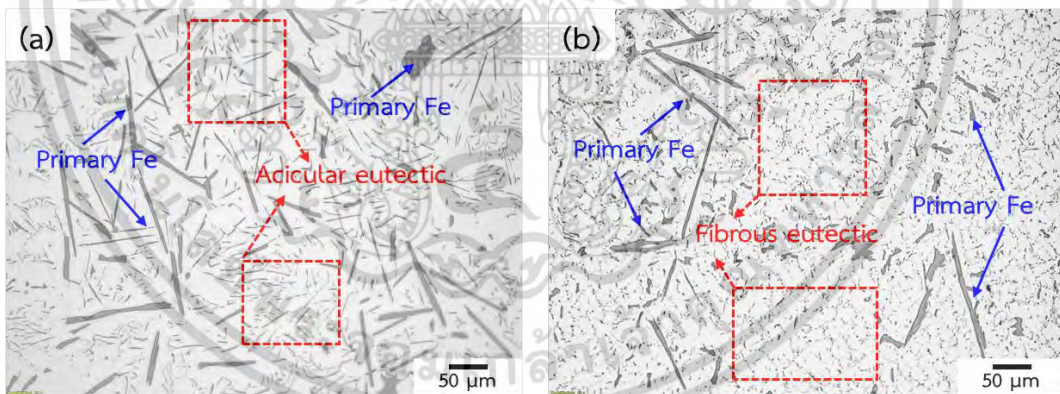 (a)
Primary Fe
Primary Fe
Acicular eutectic
50 µm
(b)
Primary Fe
Primary Fe
Fibrous eutectic
50 µm